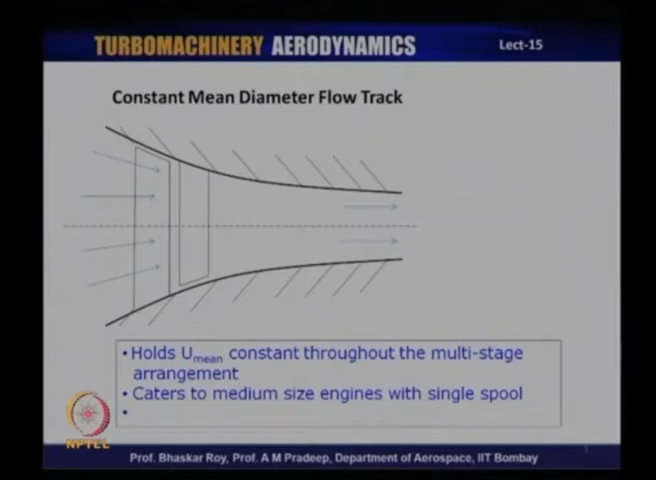 TURBOMACHINERY AERODYNAMICS
Lect-15
Constant Mean Diameter Flow Track
• Holds Umean constant throughout the multi-stage
arrangement
• Caters to medium size engines with single spool
•
NPTEL
5
Prof. Bhaskar Roy, Prof. A M Pradeep, Department of Aerospace, IIT Bombay